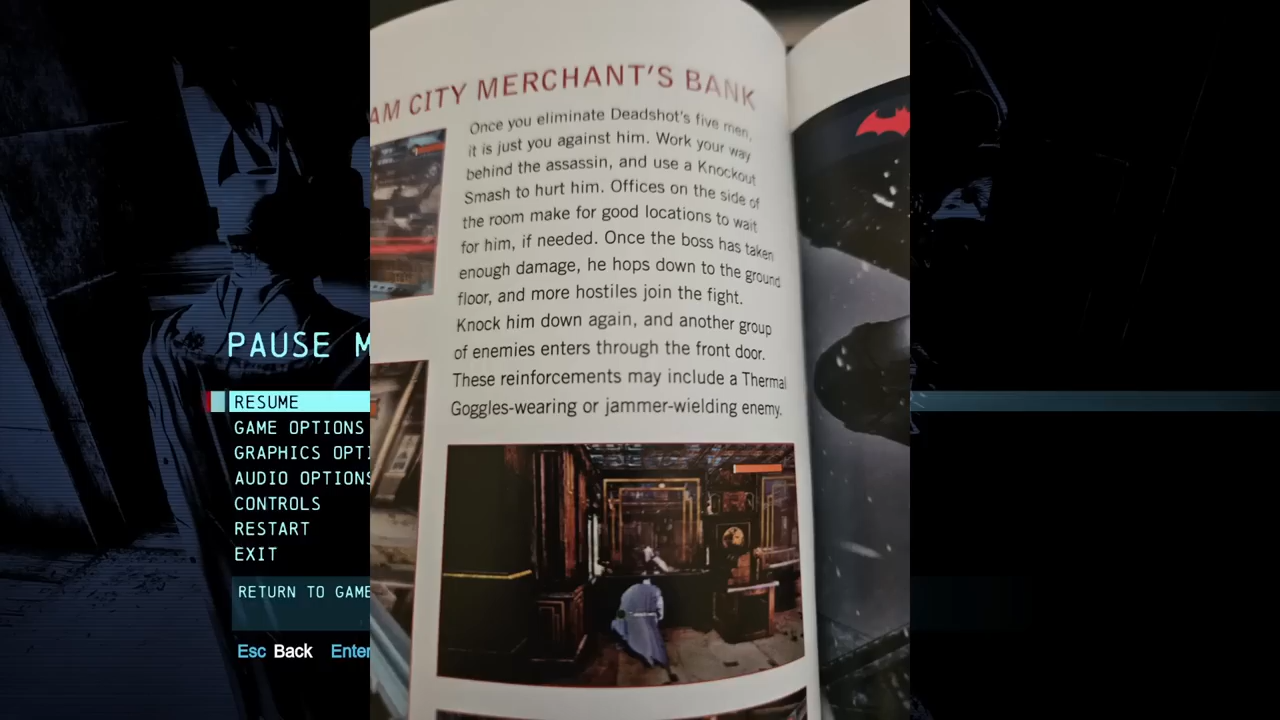 PAUSE M
RESUME
GAME OPTIONS
GRAPHICS OPTI
AUDIO OPTIONS
CONTROLS
RESTART
EXIT
RETURN TO GAME
Esc Back Enter
AM CITY MERCHANT'S BANK
Once you eliminate Deadshot's five men,
it is just you against him. Work your way
behind the assassin, and use a Knockout
Smash to hurt him. Offices on the side of
the room make for good locations to wait
for him, if needed. Once the boss has taken
enough damage, he hops down to the ground
floor, and more hostiles join the fight.
Knock him down again, and another group
of enemies enters through the front door.
These reinforcements may include a Thermal
Goggles-wearing or jammer-wielding enemy.